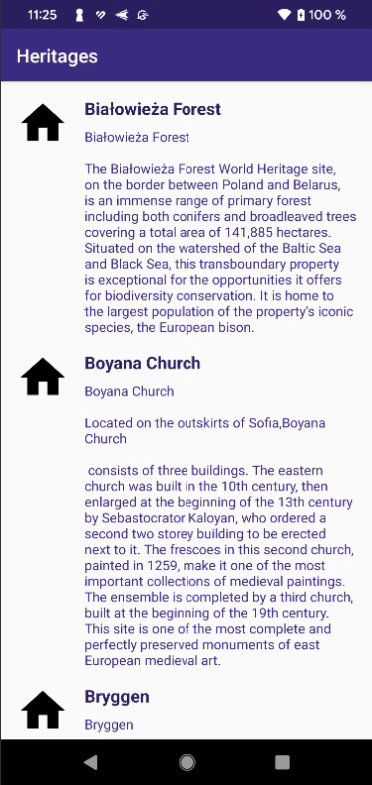 11:25
100 %
Heritages
Białowieża Forest
Białowieża Forest
The Białowieża Forest World Heritage site,
on the border between Poland and Belarus,
is an immense range of primary forest
including both conifers and broadleaved trees
covering a total area of 141,885 hectares.
Situated on the watershed of the Baltic Sea
and Black Sea, this transboundary property
is exceptional for the opportunities it offers
for biodiversity conservation. It is home to
the largest population of the property's iconic
species, the European bison.
Boyana Church
Boyana Church
Located on the outskirts of Sofia,Boyana
Church
consists of three buildings. The eastern
church was built in the 10th century, then
enlarged at the beginning of the 13th century
by Sebastocrator Kaloyan, who ordered a
second two storey building to be erected
next to it. The frescoes in this second church,
painted in 1259, make it one of the most
important collections of medieval paintings.
The ensemble is completed by a third church,
built at the beginning of the 19th century.
This site is one of the most complete and
perfectly preserved monuments of east
European medieval art.
Bryggen
Bryggen